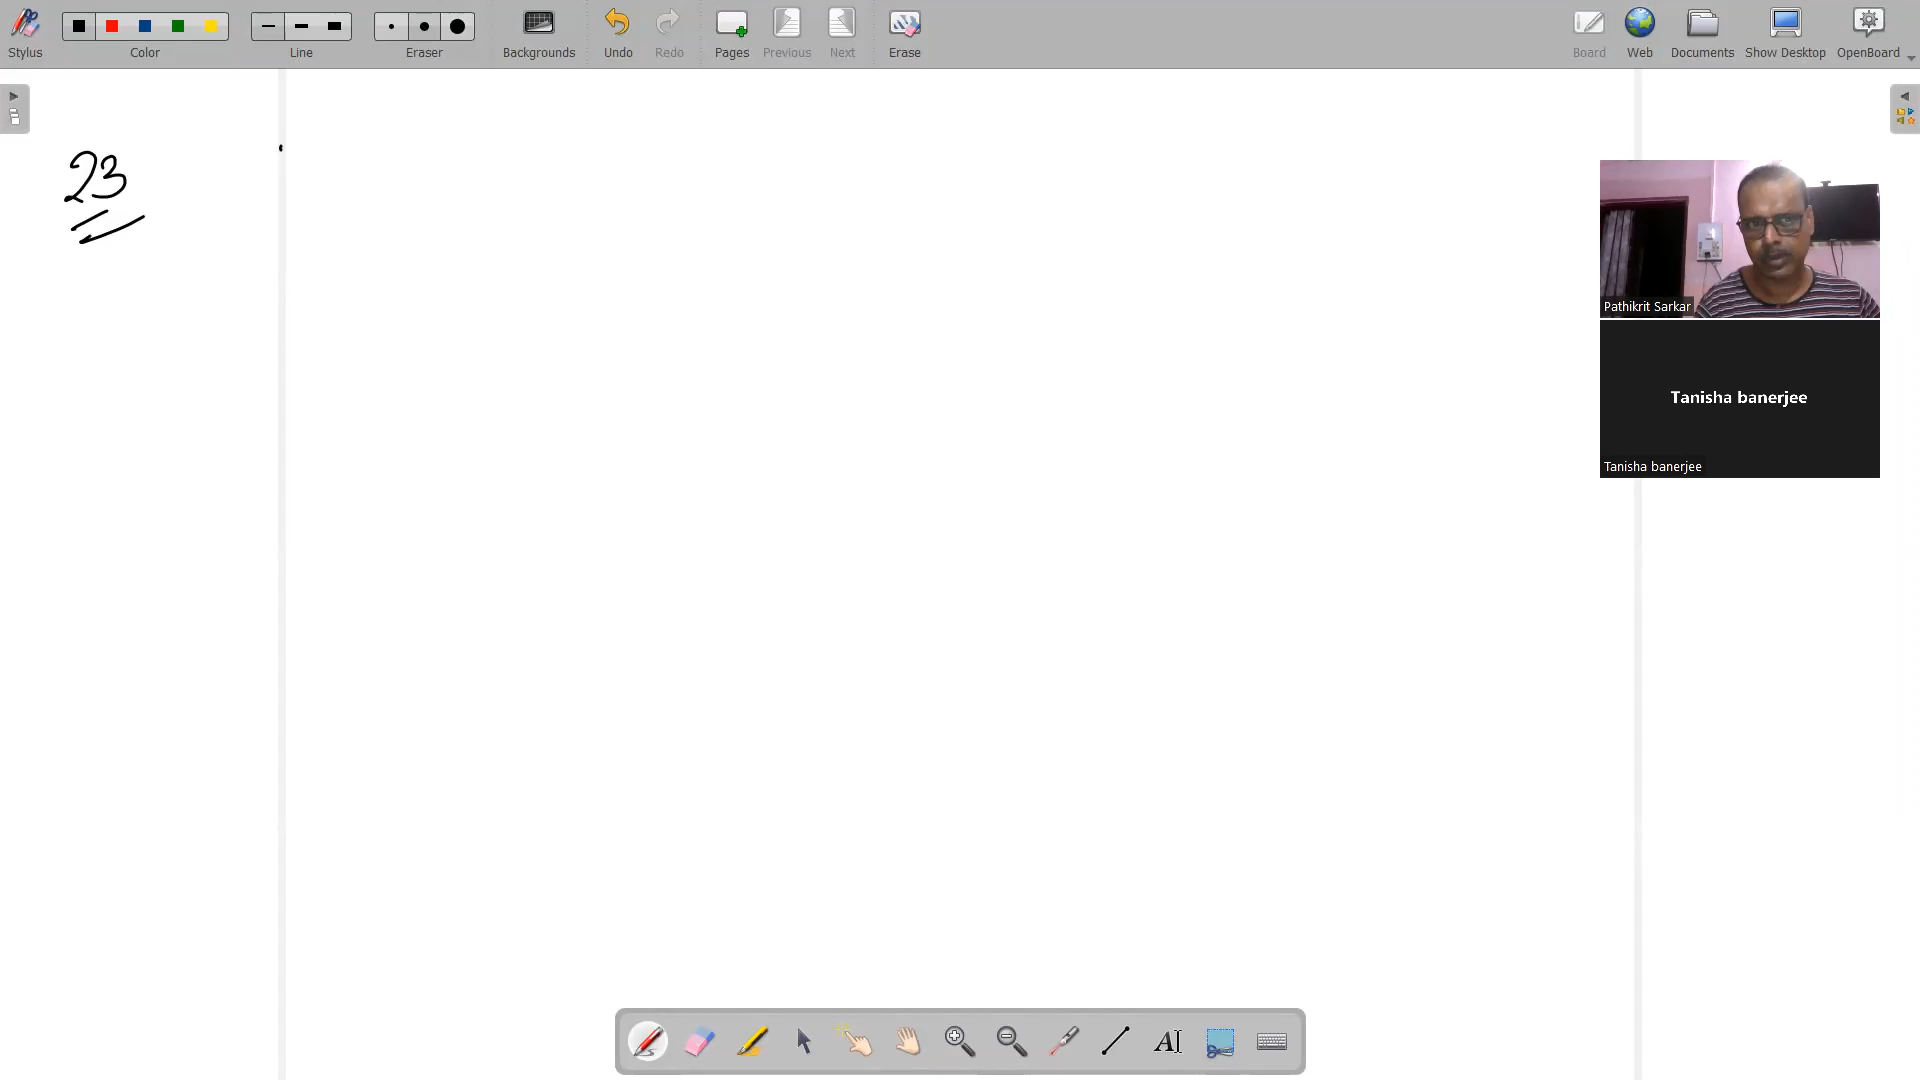 Stylus
Color
Line
Eraser
Backgrounds
Undo
Redo
Pages
Previous
Next
Erase
Board
Web
Documents
Show Desktop
OpenBoard
23
Pathikrit Sarkar
Tanisha banerjee
Tanisha banerjee
AI